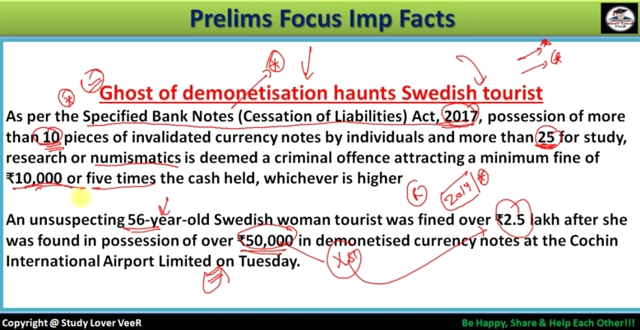 Prelims Focus Imp Facts
Ghost of demonetisation haunts Swedish tourist
As per the Specified Bank Notes (Cessation of Liabilities) Act, 2017, possession of more
than 10 pieces of invalidated currency notes by individuals and more than 25 for study,
research or numismatics is deemed a criminal offence attracting a minimum fine of
₹10,000 or five times the cash held, whichever is higher
2019
An unsuspecting 56-year-old Swedish woman tourist was fined over ₹2.5 lakh after she
was found in possession of over ₹50,000 in demonetised currency notes at the Cochin
International Airport Limited on Tuesday.
Copyright @ Study Lover VeeR
Be Happy, Share & Help Each Other!!!